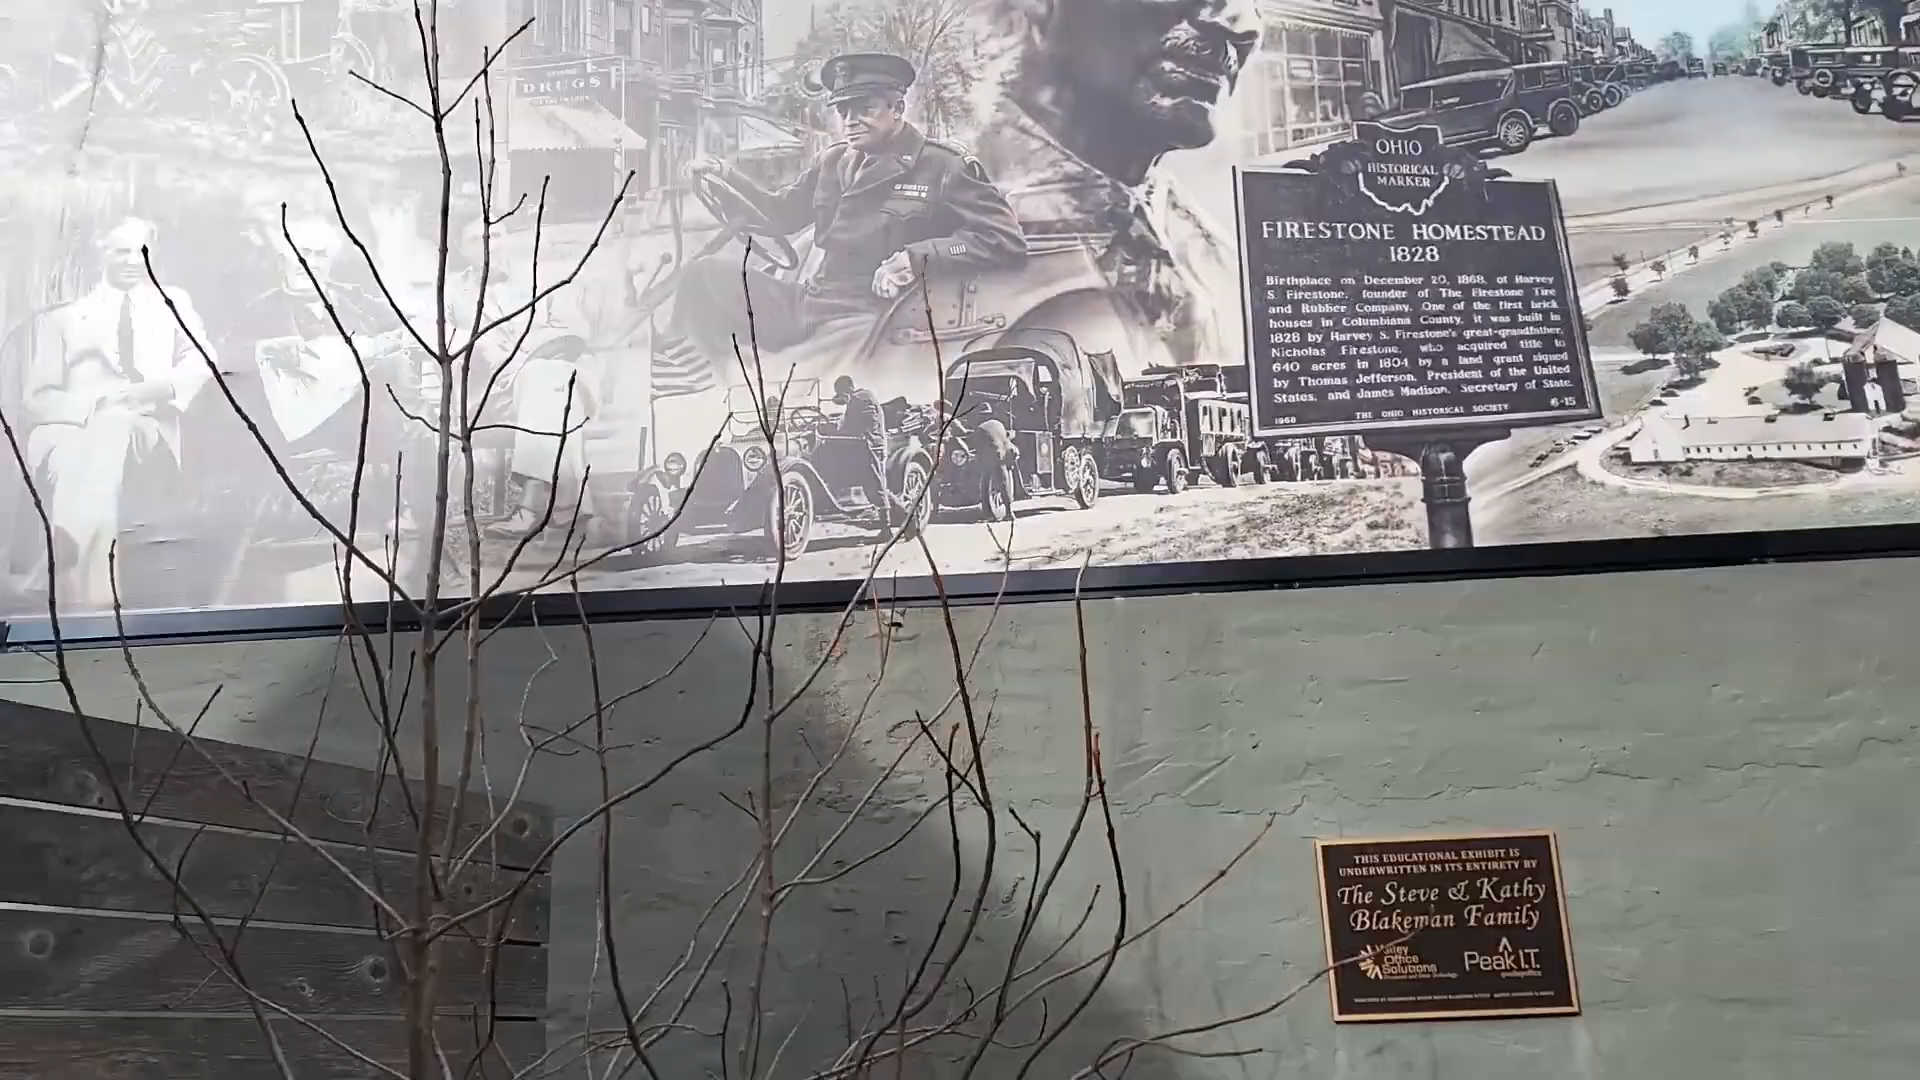 DRUGS
OHIO
HISTORICAL
MARKER
FIRESTONE HOMESTEAD
1828
Birthplace on December 20, 1868, of Harvey
S. Firestone, founder of The Firestone Tire
and Rubber Company. One of the first brick
houses in Columbiana County, it was built in
1828 by Harvey S. Firestone's great-grandfather,
Nicholas Firestone, who acquired title to
640 acres in 1804 by a land grant signed
by Thomas Jefferson, President of the United
States, and James Madison, Secretary of State.
1968 THE OHIO HISTORICAL SOCIETY 6-15
THIS EDUCATIONAL EXHIBIT IS
UNDERWRITTEN IN ITS ENTIRETY BY
The Steve & Kathy
Blakeman Family
Valley
Office
Solutions
Peak I.T.